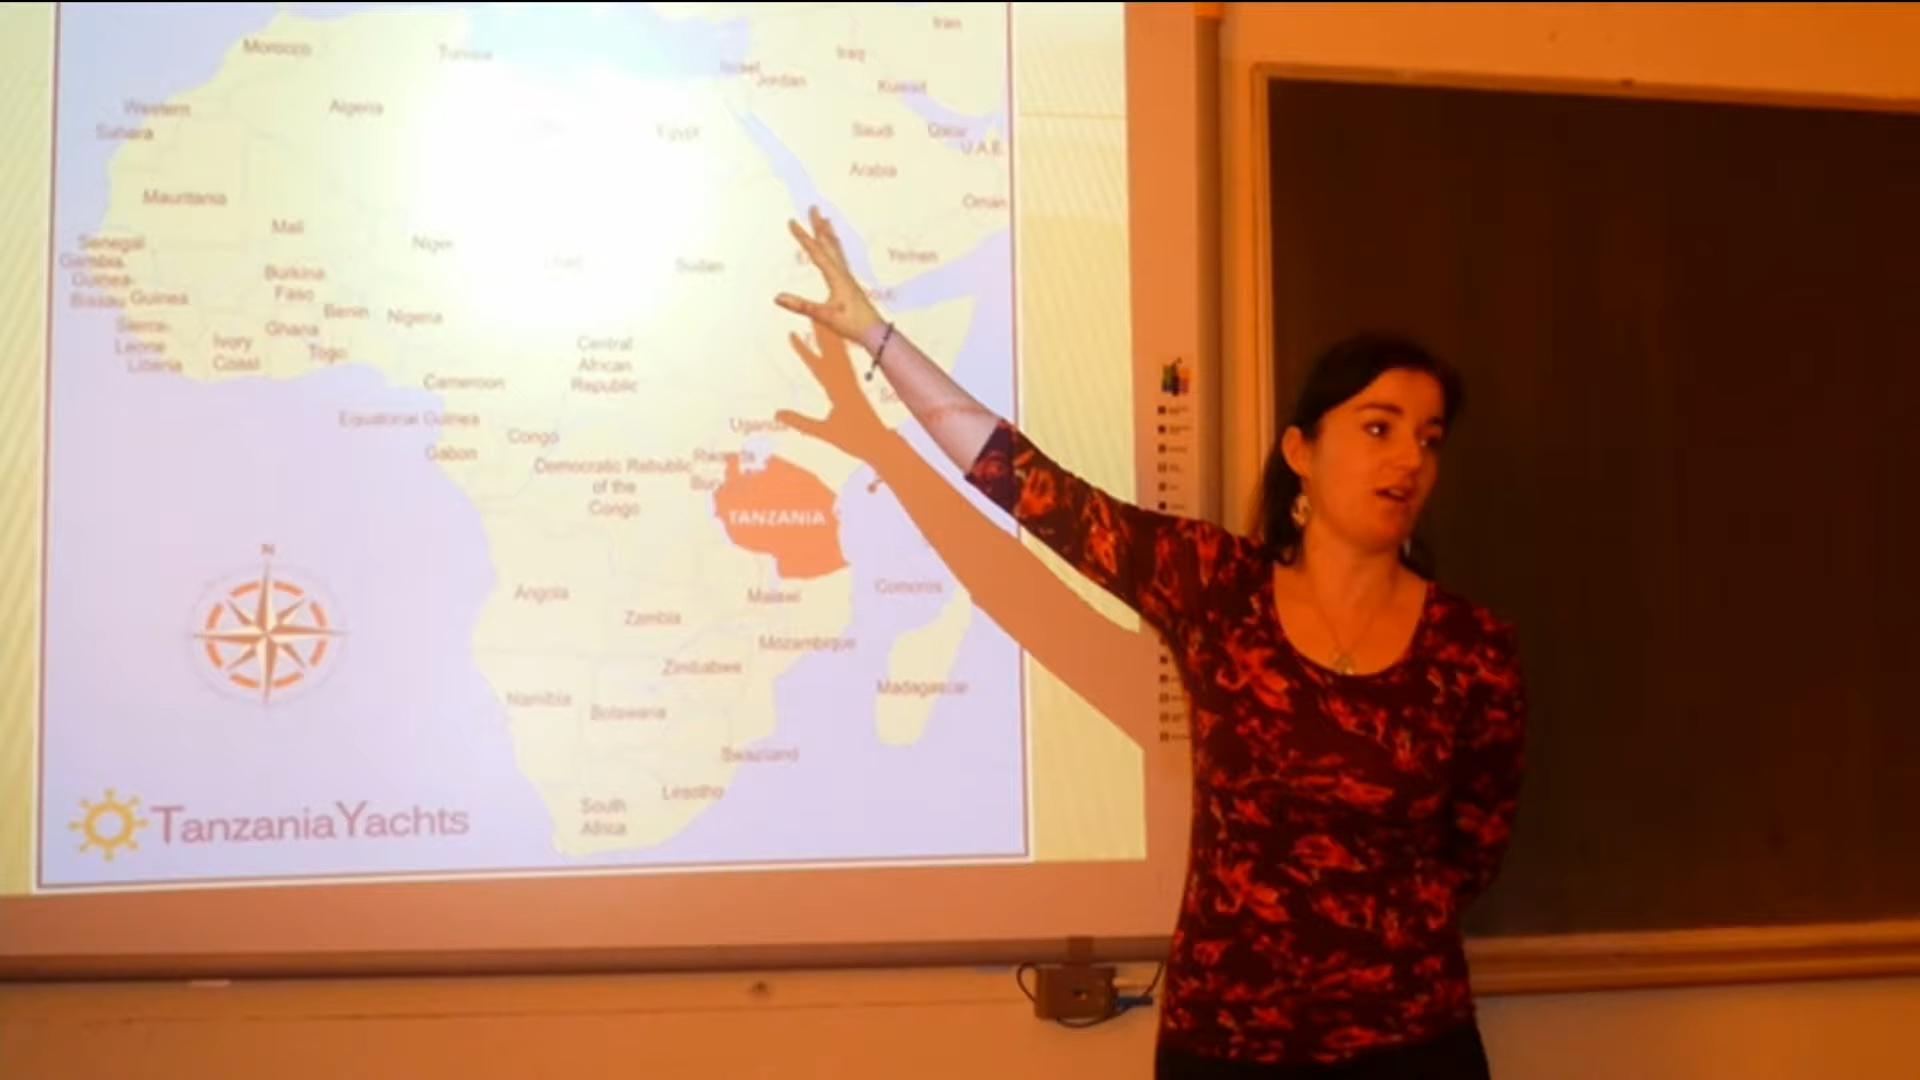 Iran
Morocco
Tunisia
Iraq
Israel
Jordan
Kuwait
Western
Sahara
Algeria
Egypt
Saudi
Arabia
Qatar
U.A.E.
Mauritania
Oman
Mali
Niger
Chad
Sudan
Yemen
Senegal
Gambia
Guinea-
Bissau
Guinea
Burkina
Faso
Benin
Nigeria
Sierra-
Leone
Liberia
Ivory
Coast
Ghana
Togo
Central
African
Republic
Cameroon
Equatorial Guinea
Uganda
Congo
Gabon
Democratic Rebublic
of the
Congo
Rwanda
TANZANIA
Angola
Zambia
Malawi
Comoros
Mozambique
Zimbabwe
Namibia
Botswana
Madagascar
Swaziland
Lesotho
South
Africa
N
TanzaniaYachts